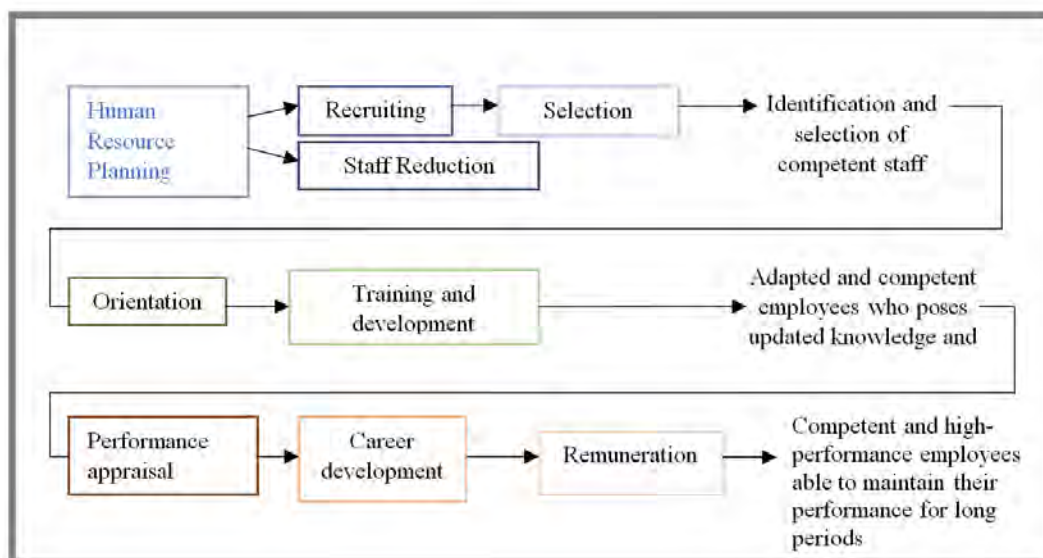 Human
Resource
Planning
Recruiting
Selection
Staff Reduction
Identification and
selection of
competent staff
Orientation
Training and
development
Adapted and competent
employees who poses
updated knowledge and
Performance
appraisal
Career
development
Remuneration
Competent and high-
performance employees
able to maintain their
performance for long
periods